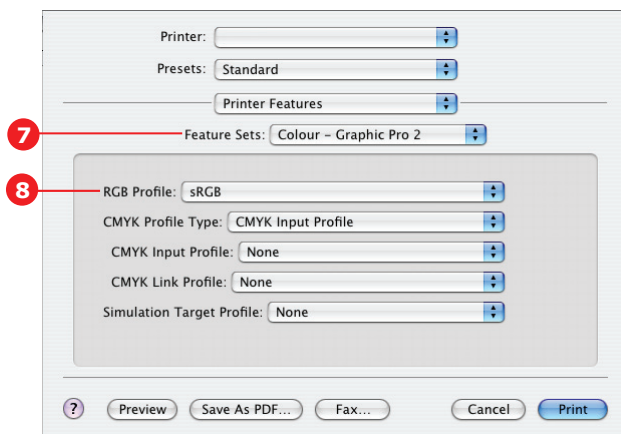 Printer:
Presets: Standard
Printer Features
7 Feature Sets: Colour – Graphic Pro 2
8 RGB Profile: sRGB
CMYK Profile Type: CMYK Input Profile
CMYK Input Profile: None
CMYK Link Profile: None
Simulation Target Profile: None
? Preview Save As PDF... Fax... Cancel Print